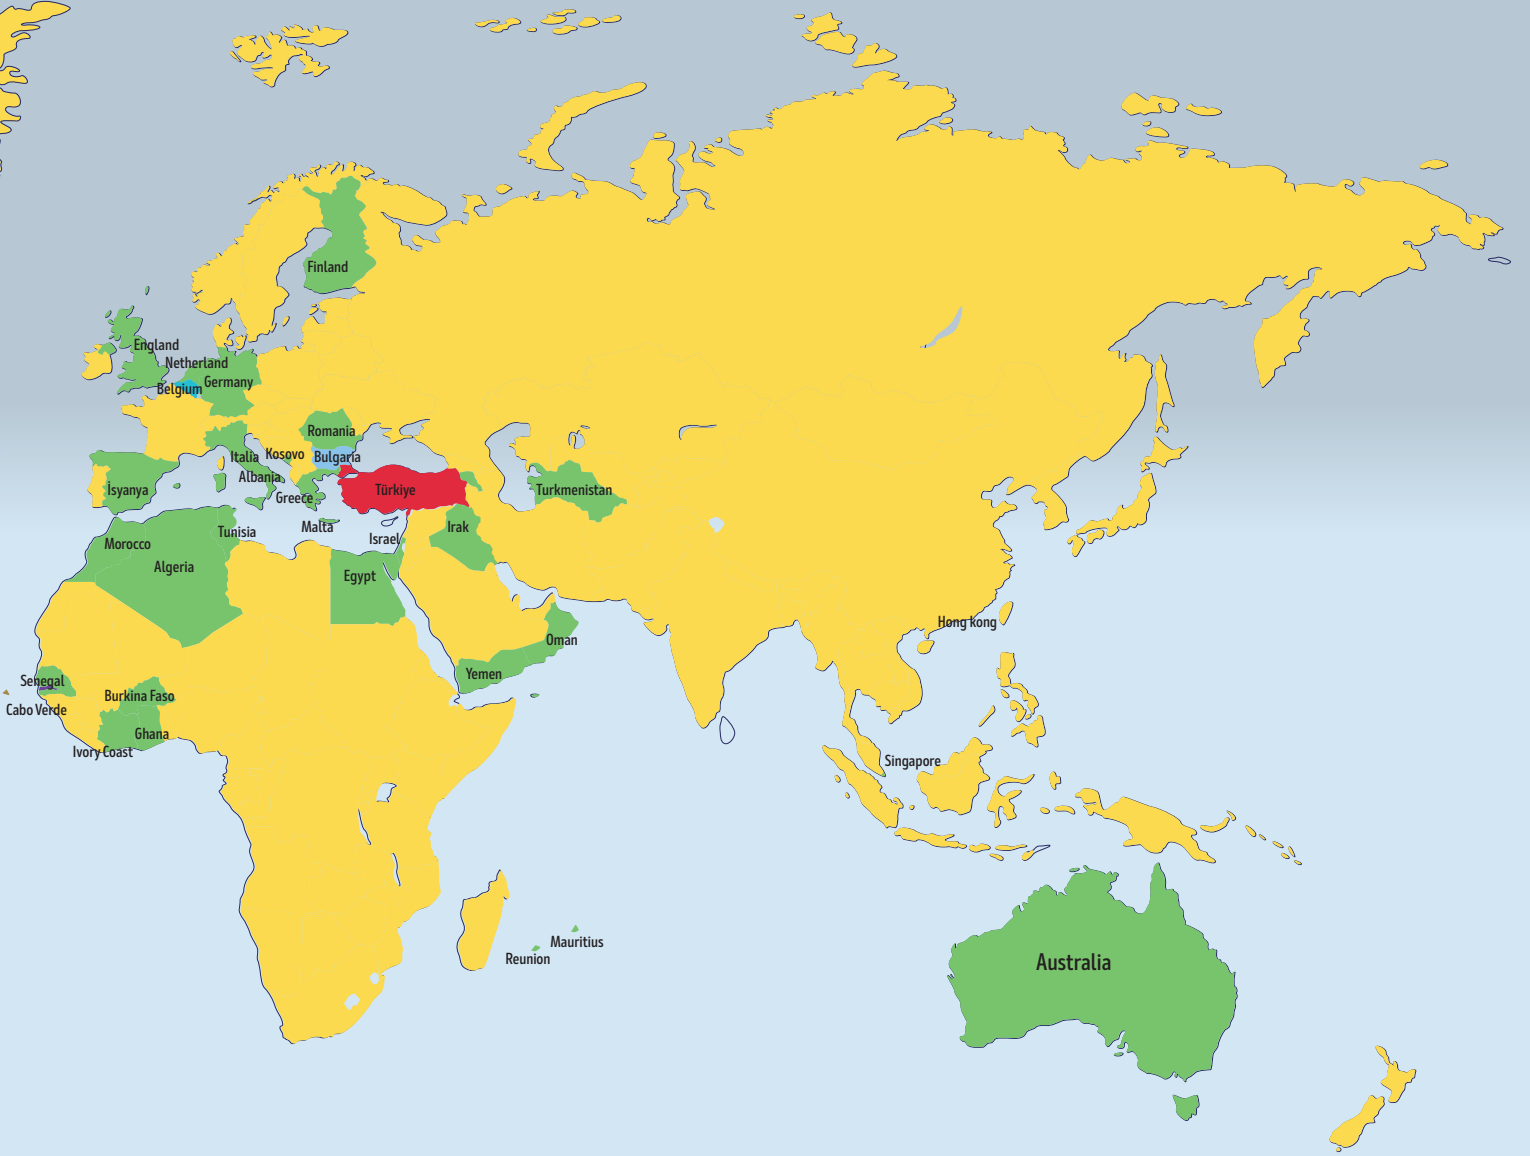 Finland
England
Netherland
Belgium
Germany
Romania
Italia
Kosovo
Bulgaria
Albania
İsyanya
Greece
Türkiye
Turkmenistan
Malta
Tunisia
Israel
Irak
Morocco
Algeria
Egypt
Hong kong
Oman
Yemen
Senegal
Burkina Faso
Cabo Verde
Ghana
Ivory Coast
Singapore
Mauritius
Reunion
Australia